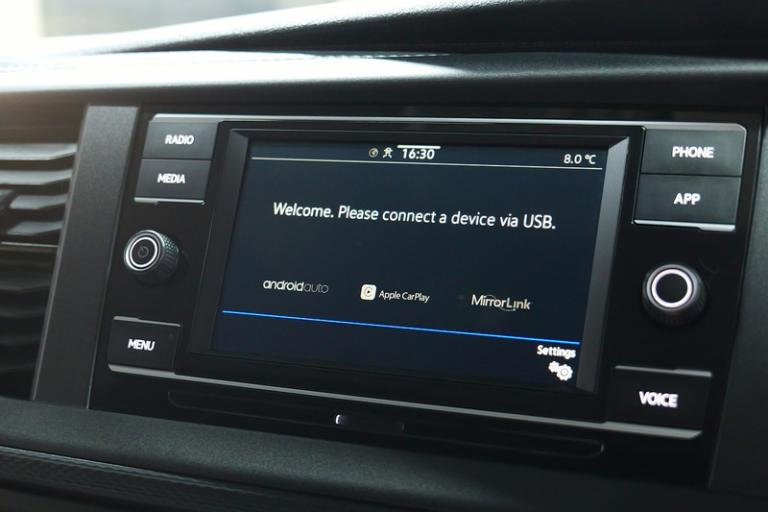 RADIO
MEDIA
MENU
16:30
8.0 °C
Welcome. Please connect a device via USB.
androidauto
Apple CarPlay
MirrorLink
Settings
PHONE
APP
VOICE